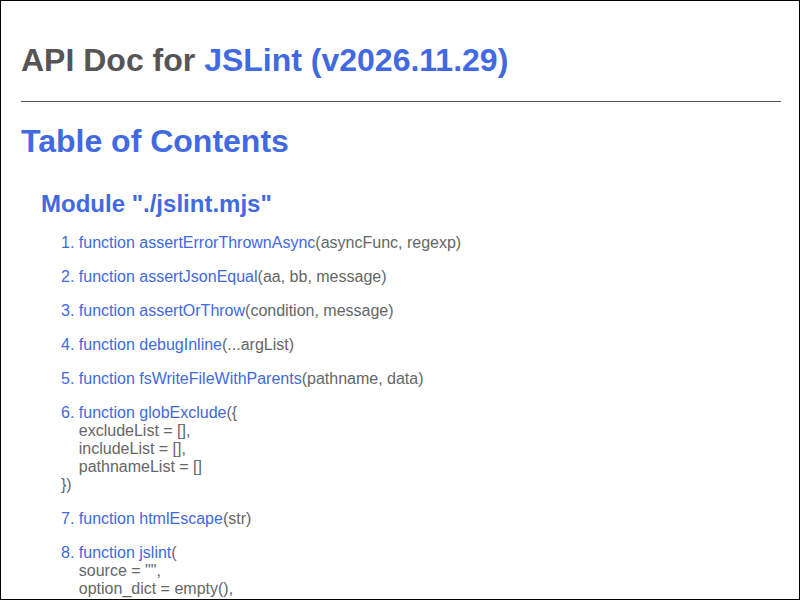 API Doc for JSLint (v2026.11.29)
Table of Contents
Module "./jslint.mjs"
1. function assertErrorThrownAsync(asyncFunc, regexp)
2. function assertJsonEqual(aa, bb, message)
3. function assertOrThrow(condition, message)
4. function debugInline(...argList)
5. function fsWriteFileWithParents(pathname, data)
6. function globExclude({
excludeList = [],
includeList = [],
pathnameList = []
})
7. function htmlEscape(str)
8. function jslint(
source = "",
option_dict = empty(),